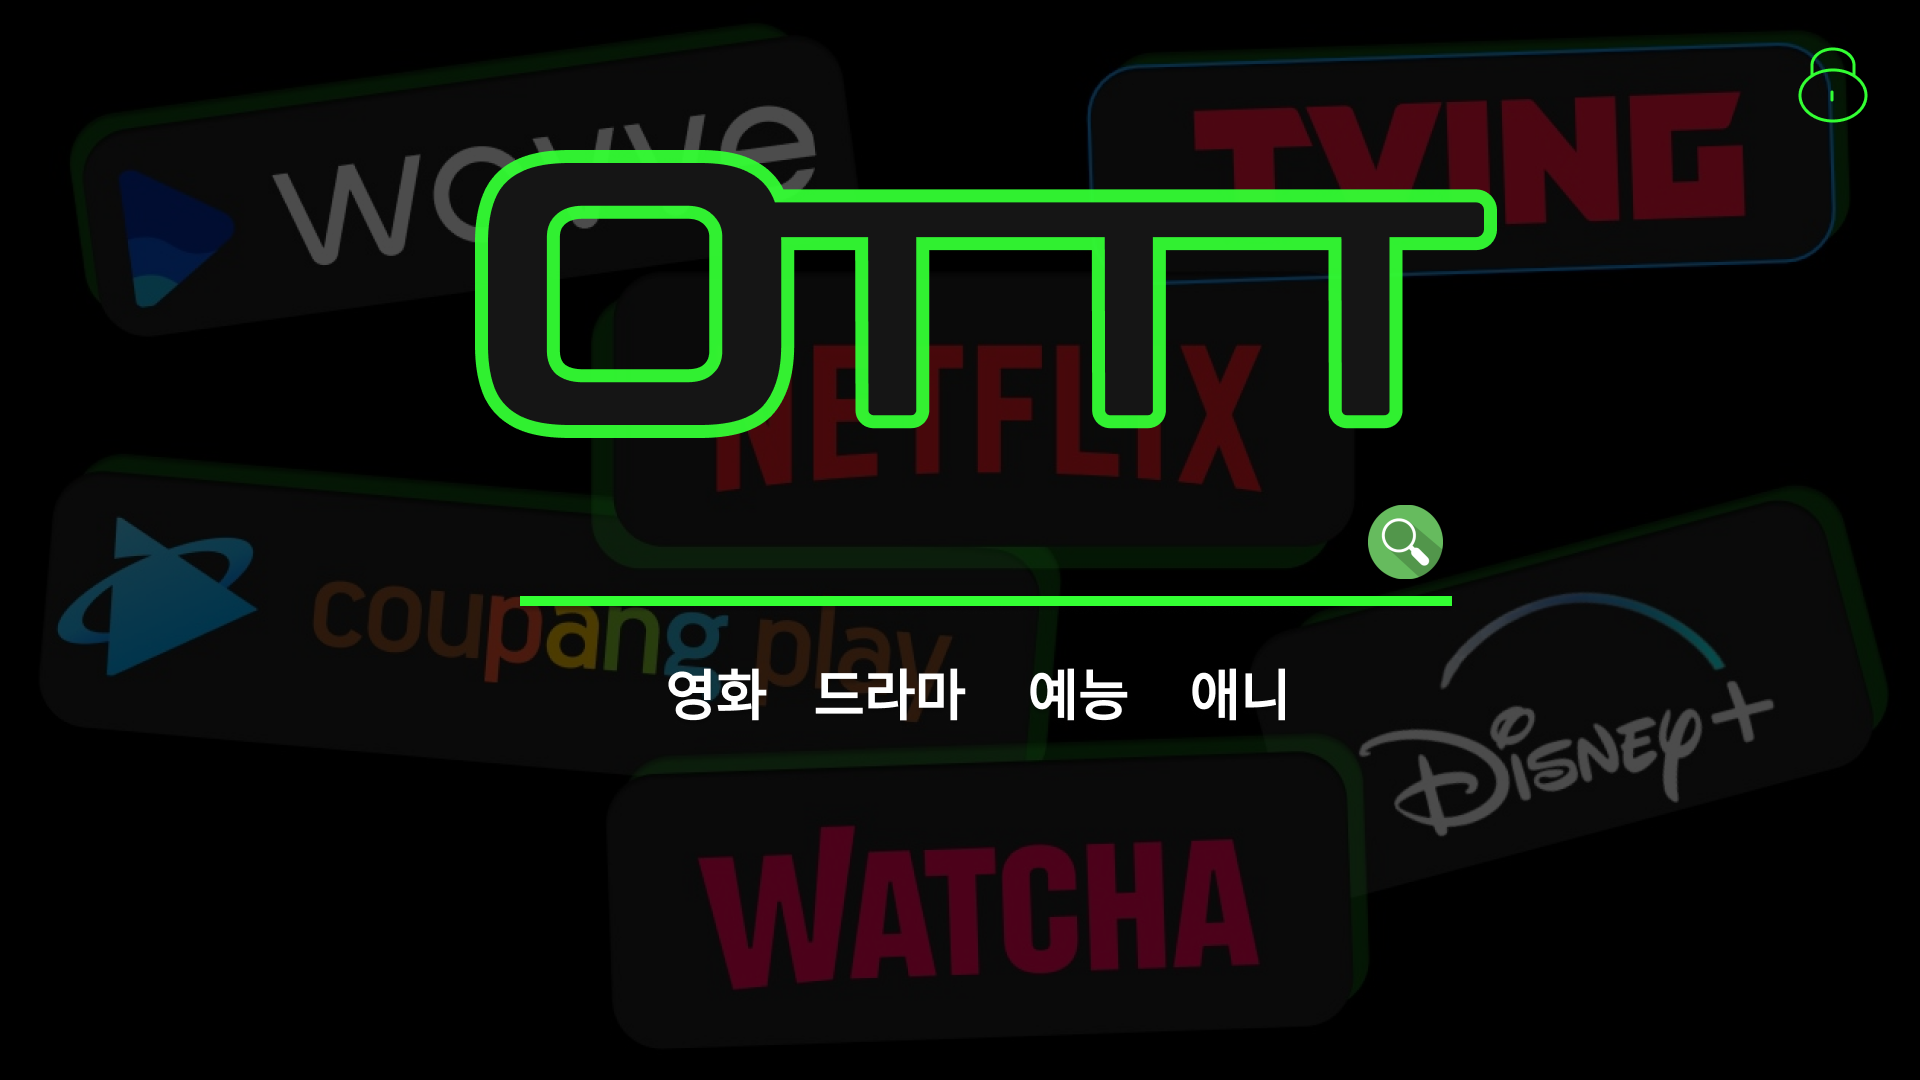 wavve
TVING
OTTT
NETFLIX
coupang play
영화 드라마 예능 애니
Disney+
WATCHA